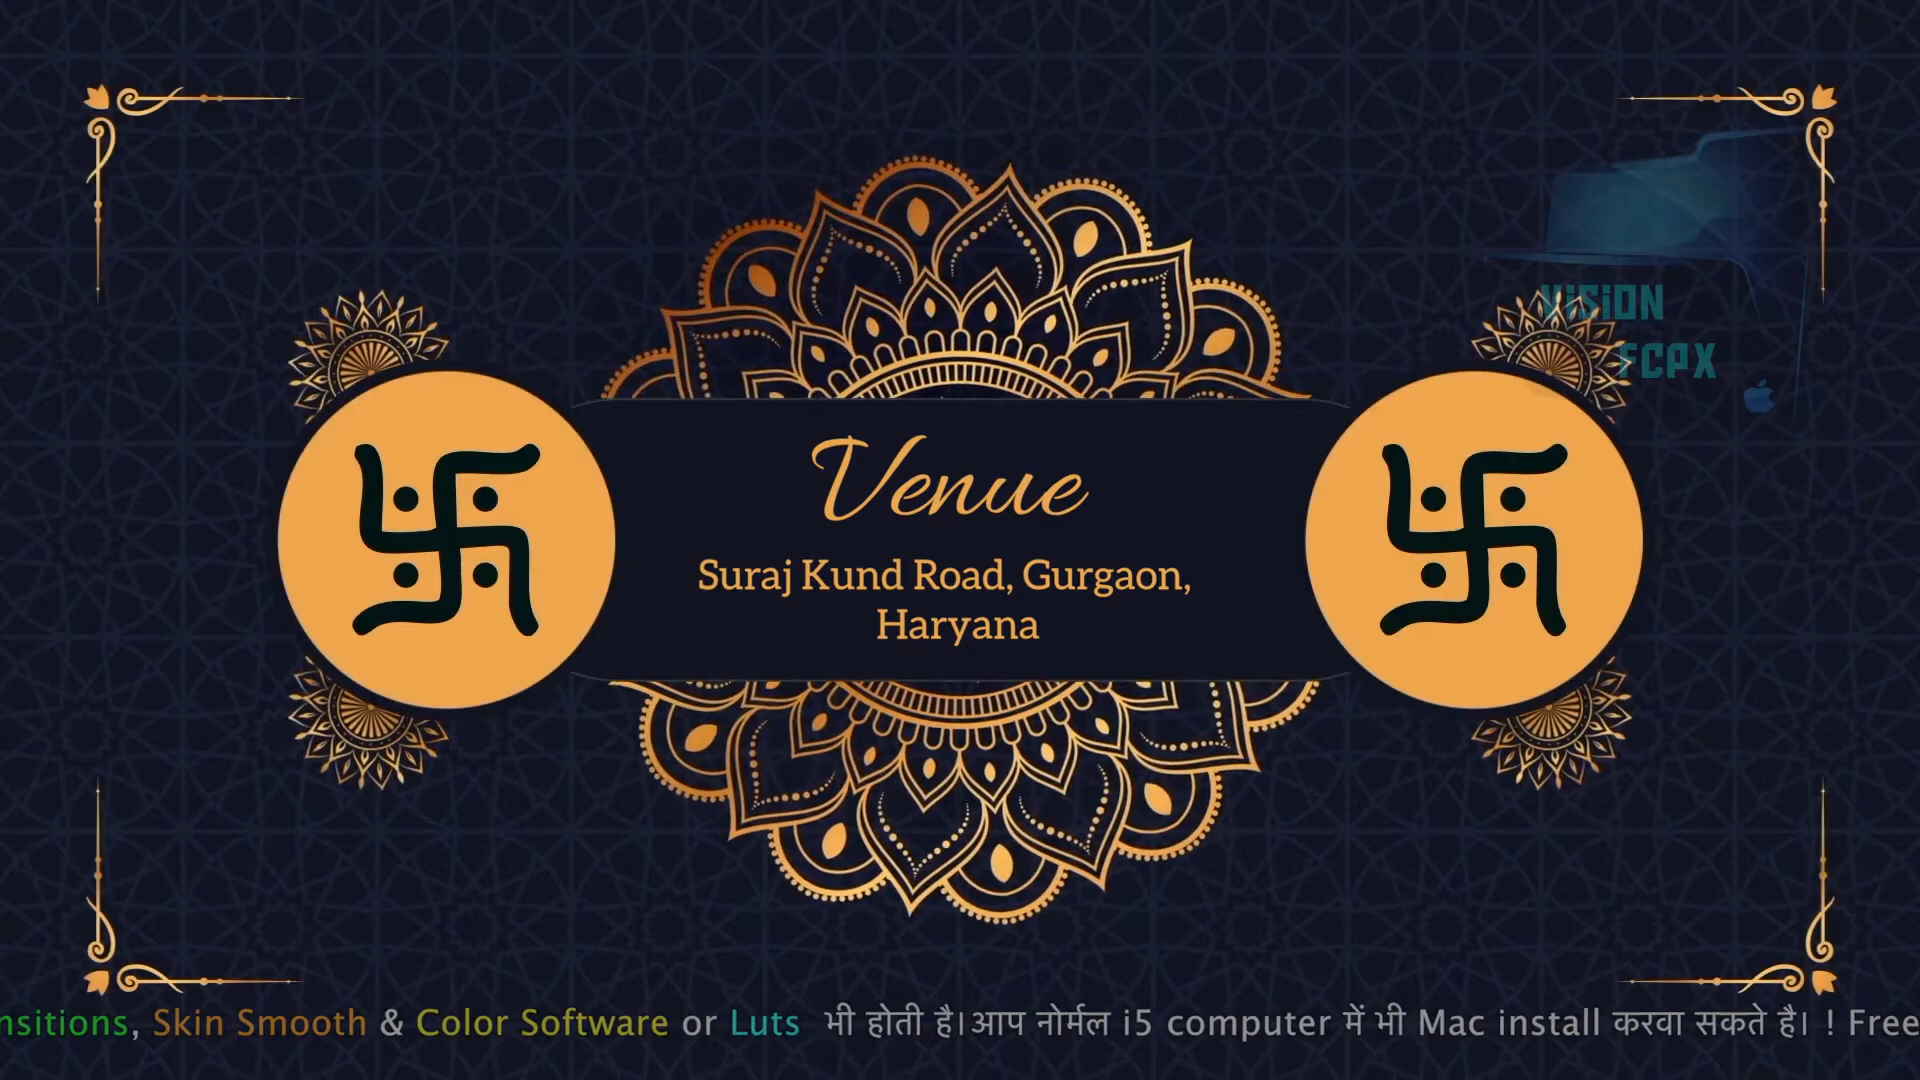 ViSiON
FCPX
Venue
Suraj Kund Road, Gurgaon,
Haryana
nsitions, Skin Smooth & Color Software or Luts भी होती है। आप नोर्मल i5 computer में भी Mac install करवा सकते है। ! Free